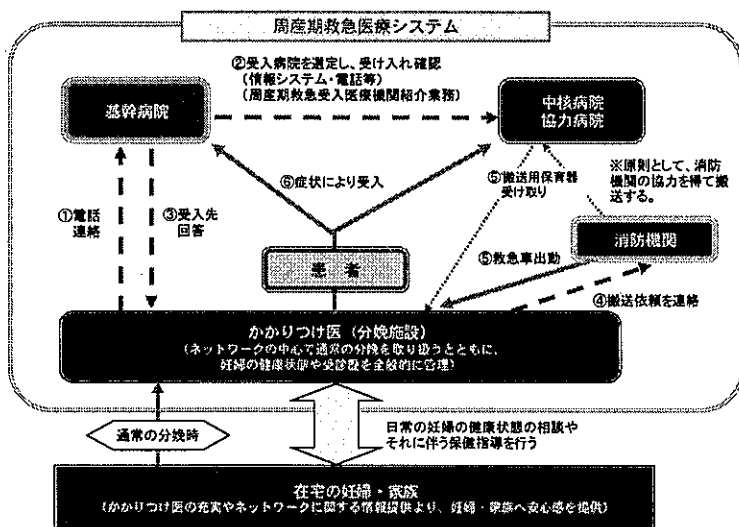 周産期救急医療システム
②受入病院を選定し、受け入れ確認
(情報システム・電話等)
(周産期救急受入医療機関紹介業務)
基幹病院
中核病院
協力病院
①電話
連絡
③受入先
回答
⑥症状により受入
⑤搬送用保育器
受け取り
※原則として、消防
機関の協力を得て搬
送する。
消防機関
患者
⑤救急車出動
④搬送依頼を連絡
かかりつけ医(分娩施設)
(ネットワークの中心で通常の分娩を取り扱うとともに、
妊婦の健康状態や受診歴を全般的に管理)
通常の分娩時
日常の妊婦の健康状態の相談や
それに伴う保健指導を行う
在宅の妊婦・家族
(かかりつけ医の充実やネットワークに関する情報提供より、妊婦・家族へ安心感を提供)